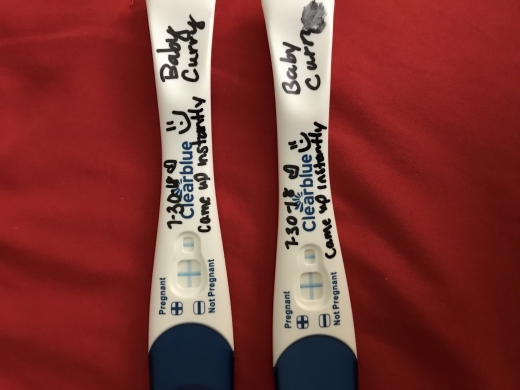 Baby
Curry
7-30-18
Clearblue
Came up instantly
Pregnant
Not Pregnant
Baby
Curry
7-30-18
Clearblue
Came up instantly
Pregnant
Not Pregnant